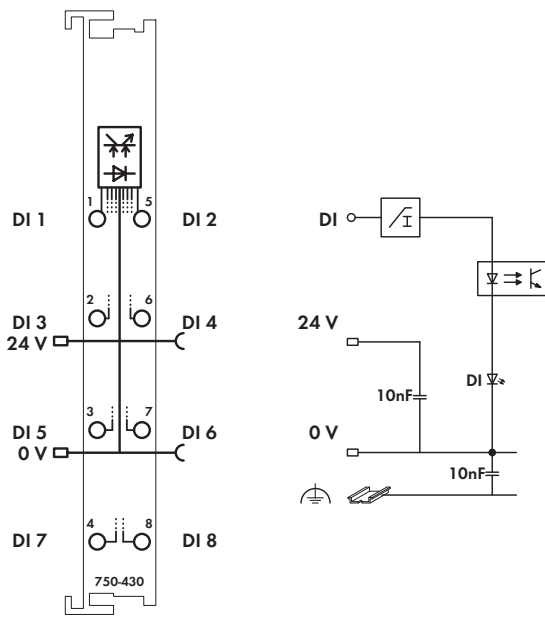 1 5
DI 1 DI 2
2 6
DI 3 DI 4
24 V
3 7
DI 5 DI 6
0 V
4 8
DI 7 DI 8
750-430
DI
I
24 V
10nF
DI
0 V
10nF